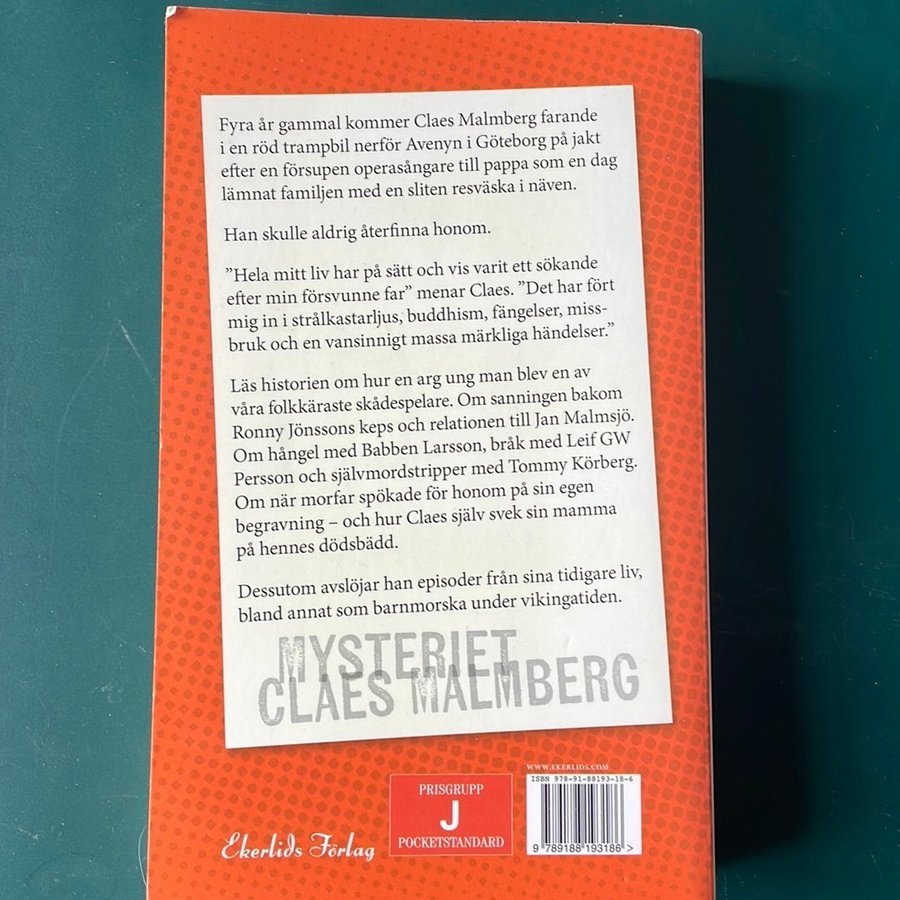 Fyra år gammal kommer Claes Malmberg farande
i en röd trampbil nerför Avenyn i Göteborg på jakt
efter en försupen operasångare till pappa som en dag
lämnat familjen med en sliten resväska i näven.
Han skulle aldrig återfinna honom.
”Hela mitt liv har på sätt och vis varit ett sökande
efter min försvunne far” menar Claes. ”Det har fört
mig in i strålkastarljus, buddhism, fängelser, miss-
bruk och en vansinnigt massa märkliga händelser.”
Läs historien om hur en arg ung man blev en av
våra folkkäraste skådespelare. Om sanningen bakom
Ronny Jönssons keps och relationen till Jan Malmsjö.
Om hångel med Babben Larsson, bråk med Leif GW
Persson och självmordstripper med Tommy Körberg.
Om när morfar spökade för honom på sin egen
begravning – och hur Claes själv svek sin mamma
på hennes dödsbädd.
Dessutom avslöjar han episoder från sina tidigare liv,
bland annat som barnmorska under vikingatiden.
MYSTERIET
CLAES MALMBERG
WWW.EKERLIDS.COM
ISBN 978-91-88193-18-6
9 789188 193186 >
PRISGRUPP
J
POCKETSTANDARD
Ekerlids Förlag